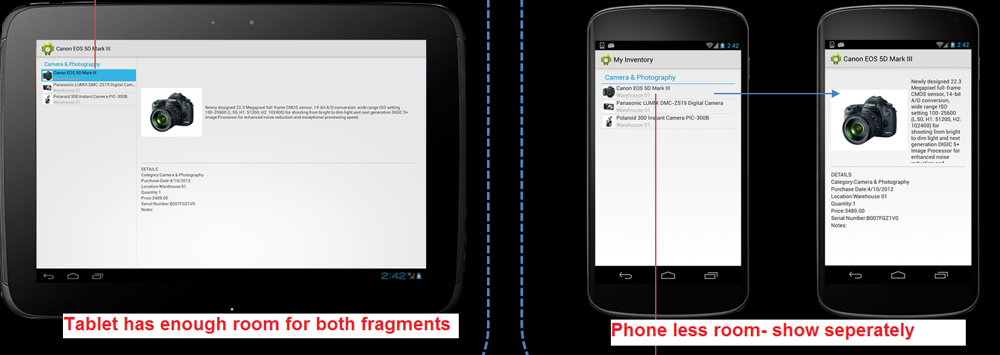 Canon EOS 5D Mark III
Camera & Photography
Canon EOS 5D Mark III
Warehouse 01
Panasonic LUMIX DMC-ZS19 Digital Cam...
Warehouse 01
Polaroid 300 Instant Camera PIC-300B
Warehouse 01
Newly designed 22.3 Megapixel full-frame CMOS sensor, 14-bit A/D conversion, wide range ISO setting
100-25600 (L:50, H1: 51200, H2: 102400) for shooting from bright to dim light and next generation DIGIC 5+
Image Processor for enhanced noise reduction and exceptional processing speed.
DETAILS
Category:Camera & Photography
Purchase Date:4/10/2012
Location:Warehouse 01
Quantity:1
Price:3489.00
Serial Number:B007FGZ1V0
Notes:
2:42
Tablet has enough room for both fragments
2:42
My Inventory
Camera & Photography
Canon EOS 5D Mark III
Warehouse 01
Panasonic LUMIX DMC-ZS19 Digital Camera
Warehouse 01
Polaroid 300 Instant Camera PIC-300B
Warehouse 01
2:42
Canon EOS 5D Mark III
Newly designed 22.3
Megapixel full-frame
CMOS sensor, 14-bit
A/D conversion,
wide range ISO
setting
100-25600
(L:50, H1: 51200, H2:
102400) for
shooting from bright
to dim light and next
generation DIGIC 5+
Image Processor for
enhanced noise
reduction and
DETAILS
Category:Camera & Photography
Purchase Date:4/10/2012
Location:Warehouse 01
Quantity:1
Price:3489.00
Serial Number:B007FGZ1V0
Notes:
Phone less room- show seperately